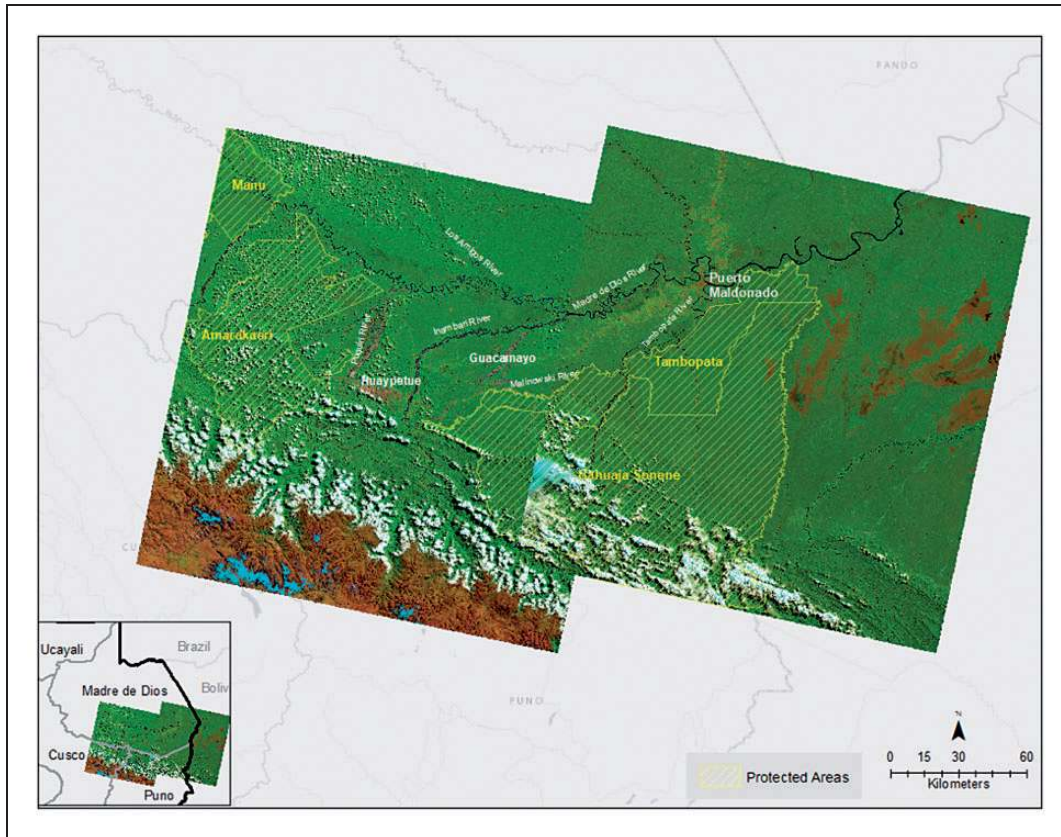 PANDO
Manu
Los Amigos River
Madre de Dios River
Puerto
Maldonado
Inambari River
Tambopata River
Amarakaeri
Guacamayo
Tambopata
Malinowski River
Huaypetue
Bahuaja Sonene
PUNO
Ucayali
Brazil
Madre de Dios
Boliv
Cusco
Puno
N
Protected Areas
0 15 30 60
Kilometers